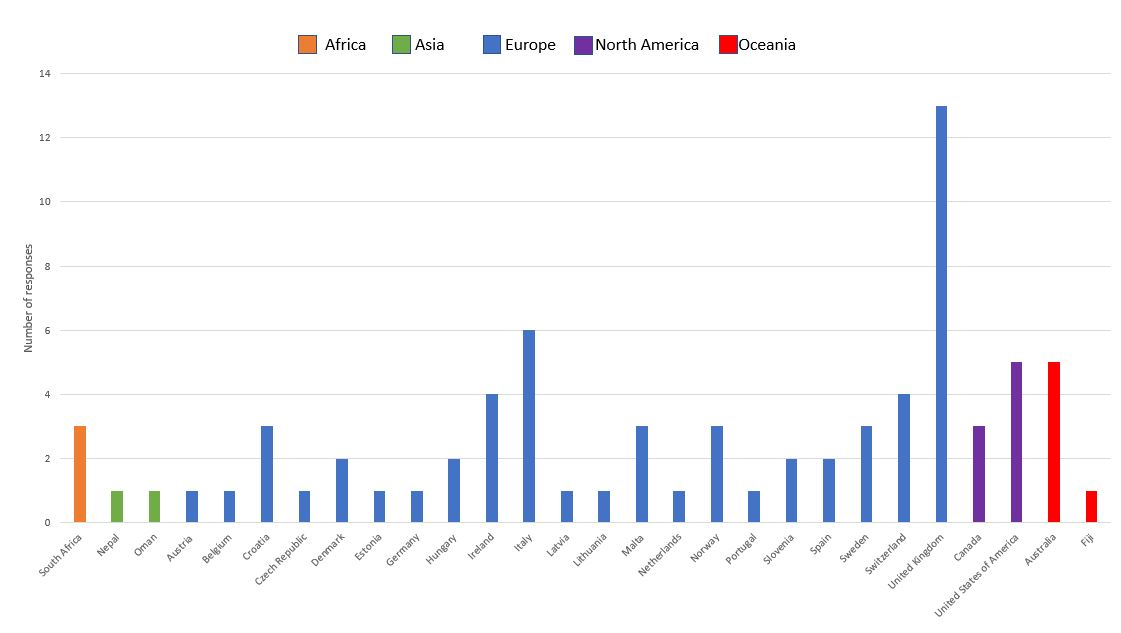 Africa Asia Europe North America Oceania
Number of responses
14
12
10
8
6
4
2
0
South Africa
Nepal
Oman
Austria
Belgium
Croatia
Czech Republic
Denmark
Estonia
Germany
Hungary
Ireland
Italy
Latvia
Lithuania
Malta
Netherlands
Norway
Portugal
Slovenia
Spain
Sweden
Switzerland
United Kingdom
Canada
United States of America
Australia
Fiji